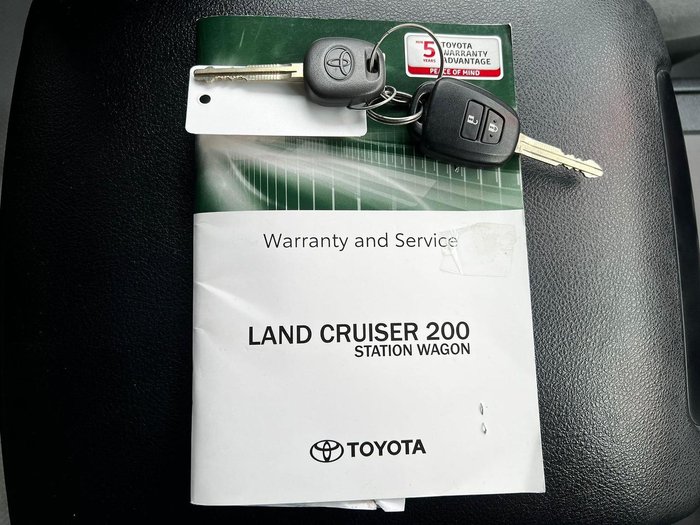 5
YEARS
TOYOTA
WARRANTY
ADVANTAGE
PEACE OF MIND
Warranty and Service
LAND CRUISER 200
STATION WAGON
TOYOTA